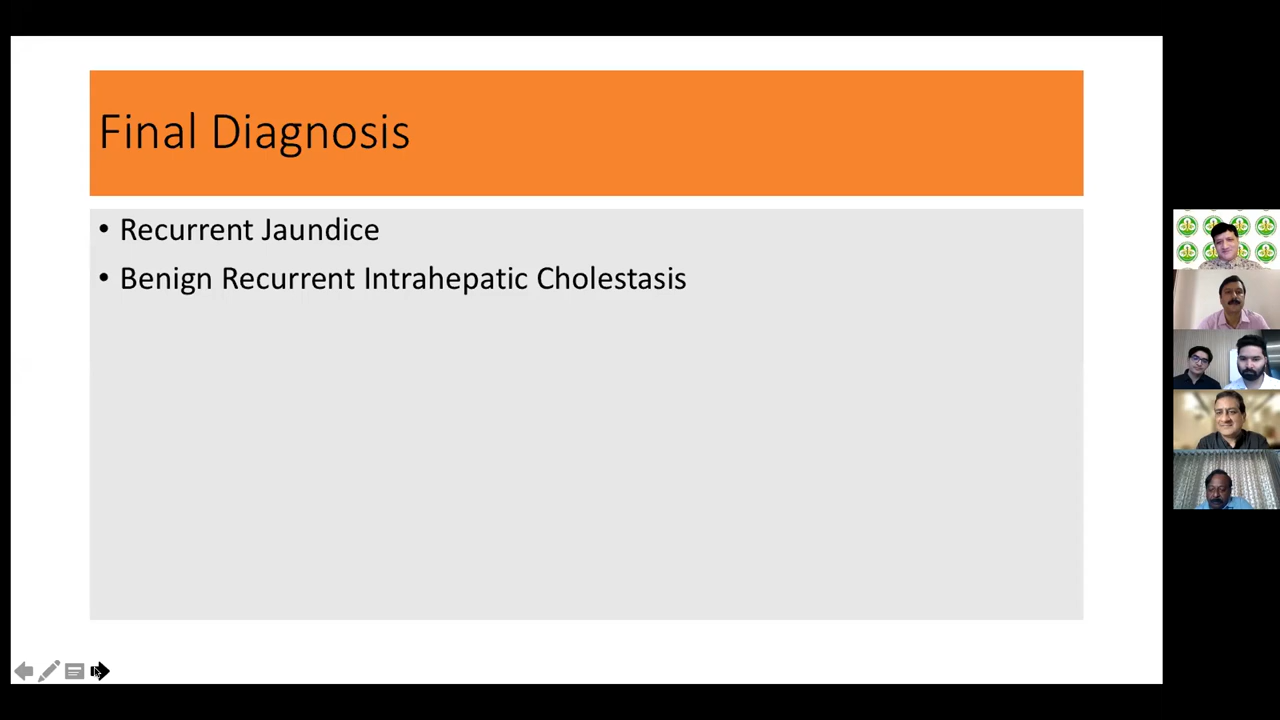 Final Diagnosis
• Recurrent Jaundice
• Benign Recurrent Intrahepatic Cholestasis